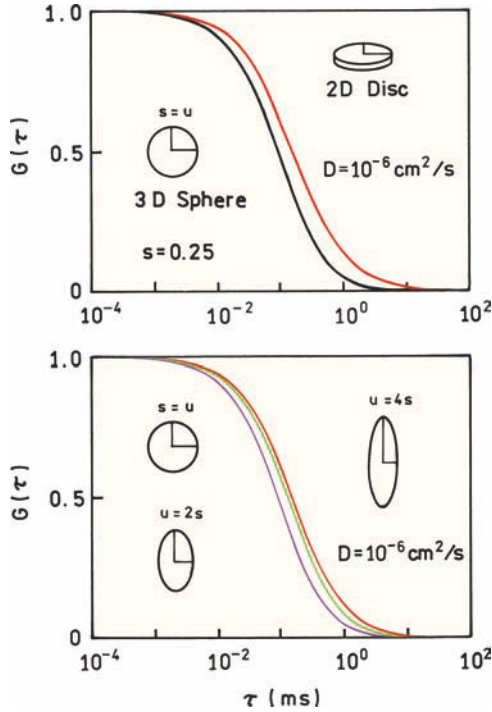 1.0
G(τ)
0.5
0
s=u
3D Sphere
s=0.25
2D Disc
D=10⁻⁶cm²/s
10⁻⁴
10⁻²
10⁰
10²
1.0
G(τ)
0.5
0
s=u
u=2s
u=4s
D=10⁻⁶cm²/s
10⁻⁴
10⁻²
10⁰
10²
τ (ms)